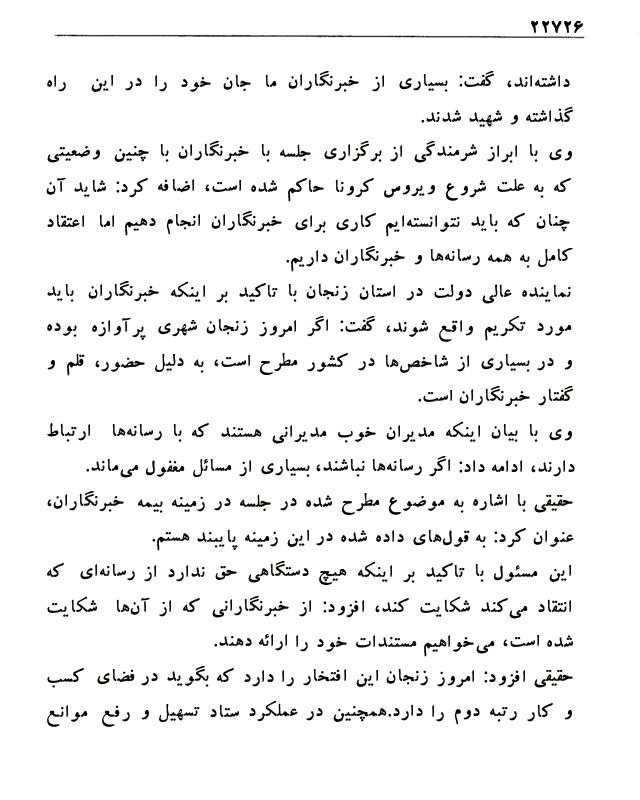 ۲۲۷۲۶
داشته‌اند، گفت: بسیاری از خبرنگاران ما جان خود را در این راه
گذاشته و شهید شدند.
وی با ابراز شرمندگی از برگزاری جلسه با خبرنگاران با چنین وضعیتی
که به علت شروع ویروس کرونا حاکم شده است، اضافه کرد: شاید آن
چنان که باید نتوانسته‌ایم کاری برای خبرنگاران انجام دهیم اما اعتقاد
کامل به همه رسانه‌ها و خبرنگاران داریم.
نماینده عالی دولت در استان زنجان با تاکید بر اینکه خبرنگاران باید
مورد تکریم واقع شوند، گفت: اگر امروز زنجان شهری پرآوازه بوده
و در بسیاری از شاخص‌ها در کشور مطرح است، به دلیل حضور، قلم و
گفتار خبرنگاران است.
وی با بیان اینکه مدیران خوب مدیرانی هستند که با رسانه‌ها ارتباط
دارند، ادامه داد: اگر رسانه‌ها نباشند، بسیاری از مسائل مغفول می‌ماند.
حقیقی با اشاره به موضوع مطرح شده در جلسه در زمینه بیمه خبرنگاران،
عنوان کرد: به قول‌های داده شده در این زمینه پایبند هستم.
این مسئول با تاکید بر اینکه هیچ دستگاهی حق ندارد از رسانه‌ای که
انتقاد می‌کند شکایت کند، افزود: از خبرنگارانی که از آن‌ها شکایت
شده است، می‌خواهیم مستندات خود را ارائه دهند.
حقیقی افزود: امروز زنجان این افتخار را دارد که بگوید در فضای کسب
و کار رتبه دوم را دارد.همچنین در عملکرد ستاد تسهیل و رفع موانع